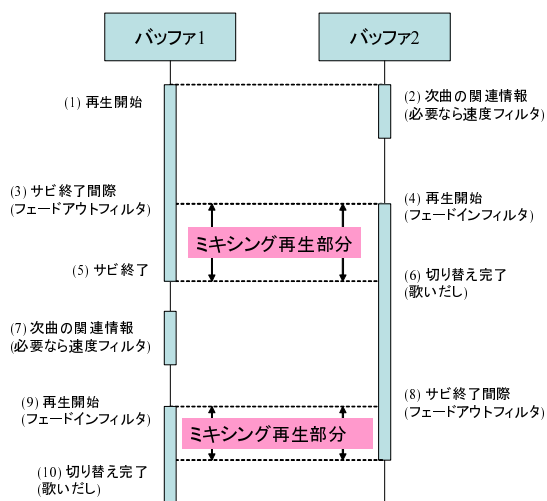 バッファ1
バッファ2
(1) 再生開始
(2) 次曲の関連情報
(必要なら速度フィルタ)
(3) サビ終了間際
(フェードアウトフィルタ)
(4) 再生開始
(フェードインフィルタ)
ミキシング再生部分
(5) サビ終了
(6) 切り替え完了
(歌いだし)
(7) 次曲の関連情報
(必要なら速度フィルタ)
(8) サビ終了間際
(フェードアウトフィルタ)
(9) 再生開始
(フェードインフィルタ)
ミキシング再生部分
(10) 切り替え完了
(歌いだし)